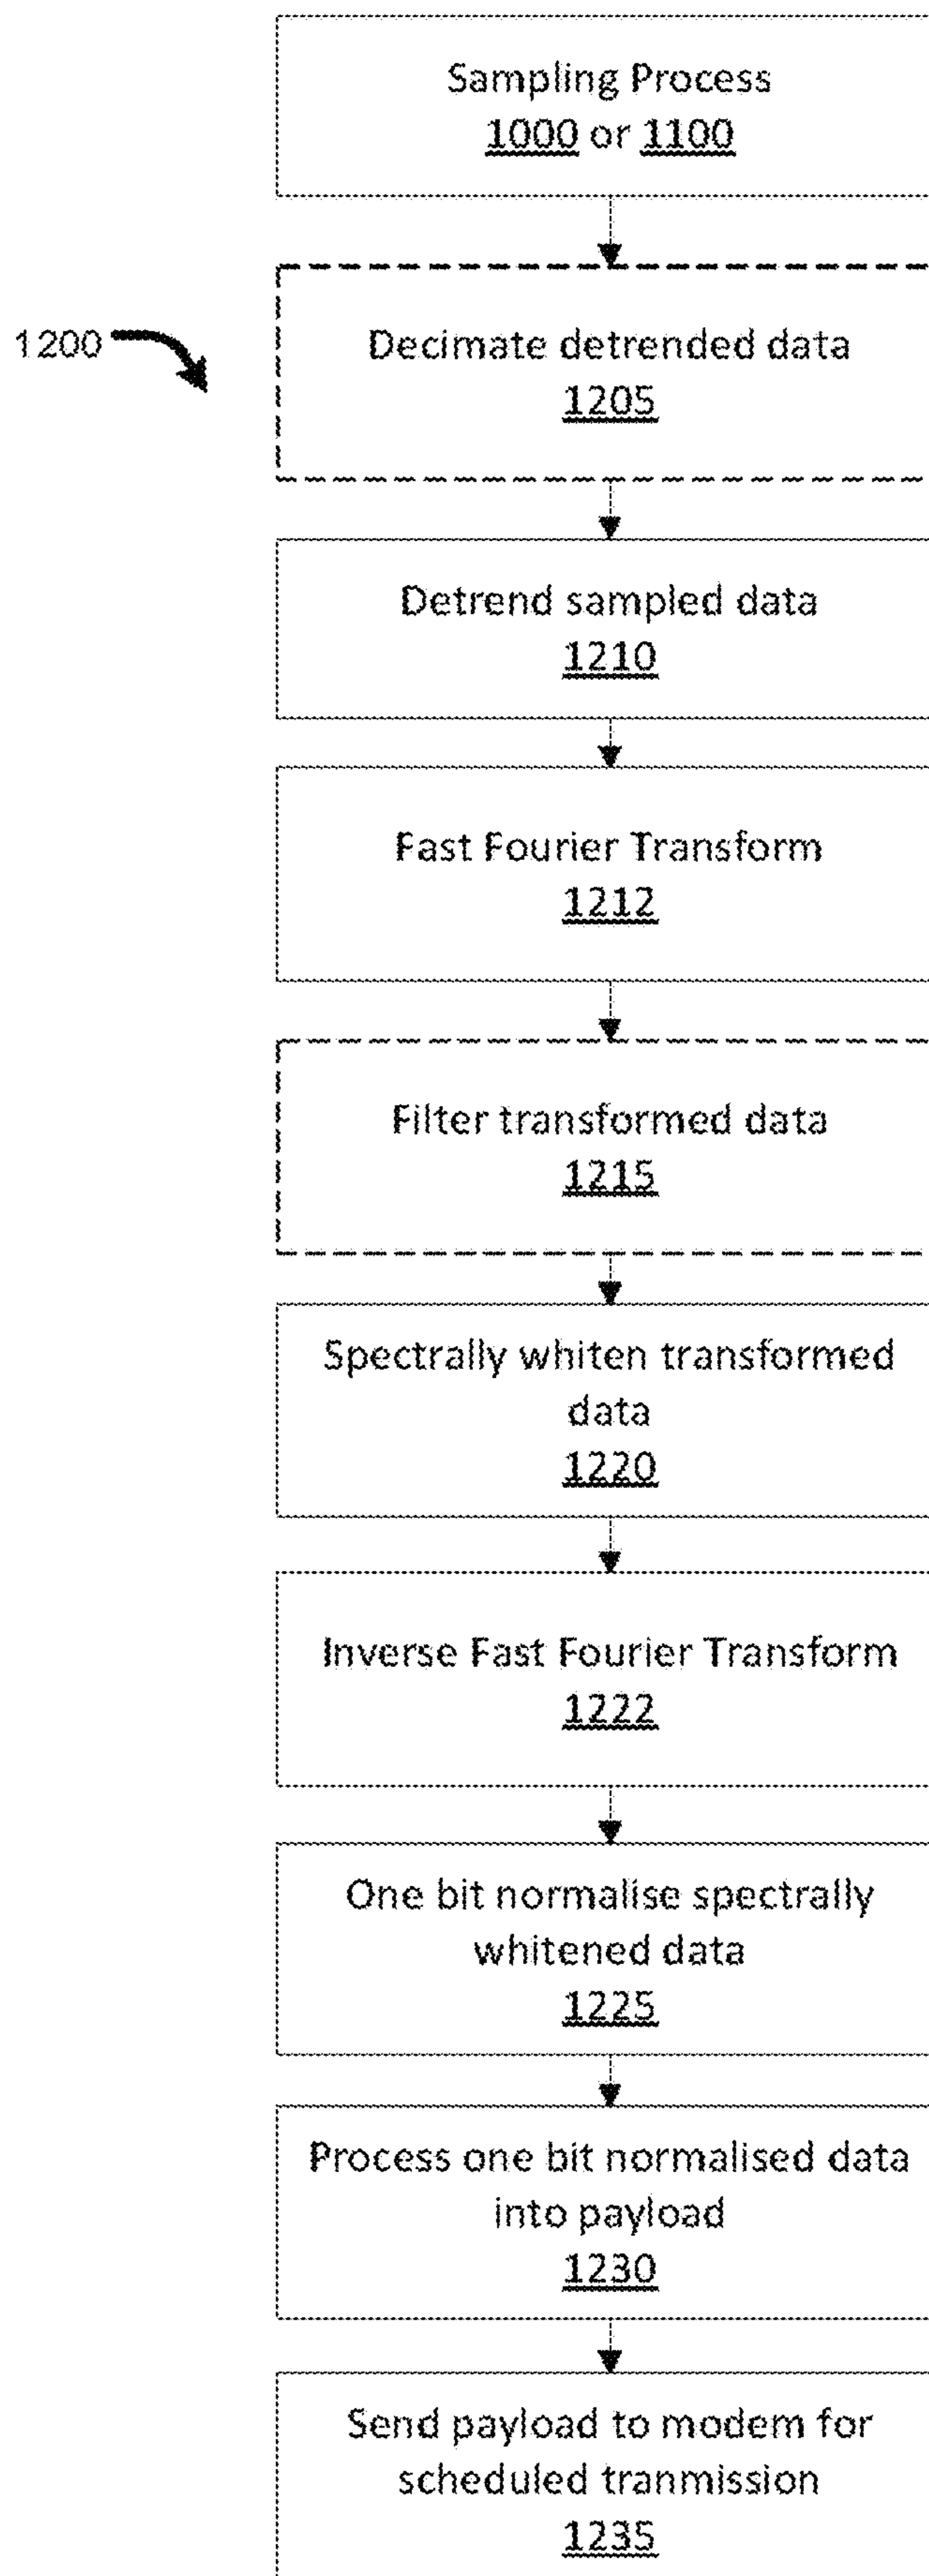 Sampling Process
1000 or 1100
1200
Decimate detrended data
1205
Detrend sampled data
1210
Fast Fourier Transform
1212
Filter transformed data
1215
Spectrally whiten transformed
data
1220
Inverse Fast Fourier Transform
1222
One bit normalise spectrally
whitened data
1225
Process one bit normalised data
into payload
1230
Send payload to modem for
scheduled tranmission
1235